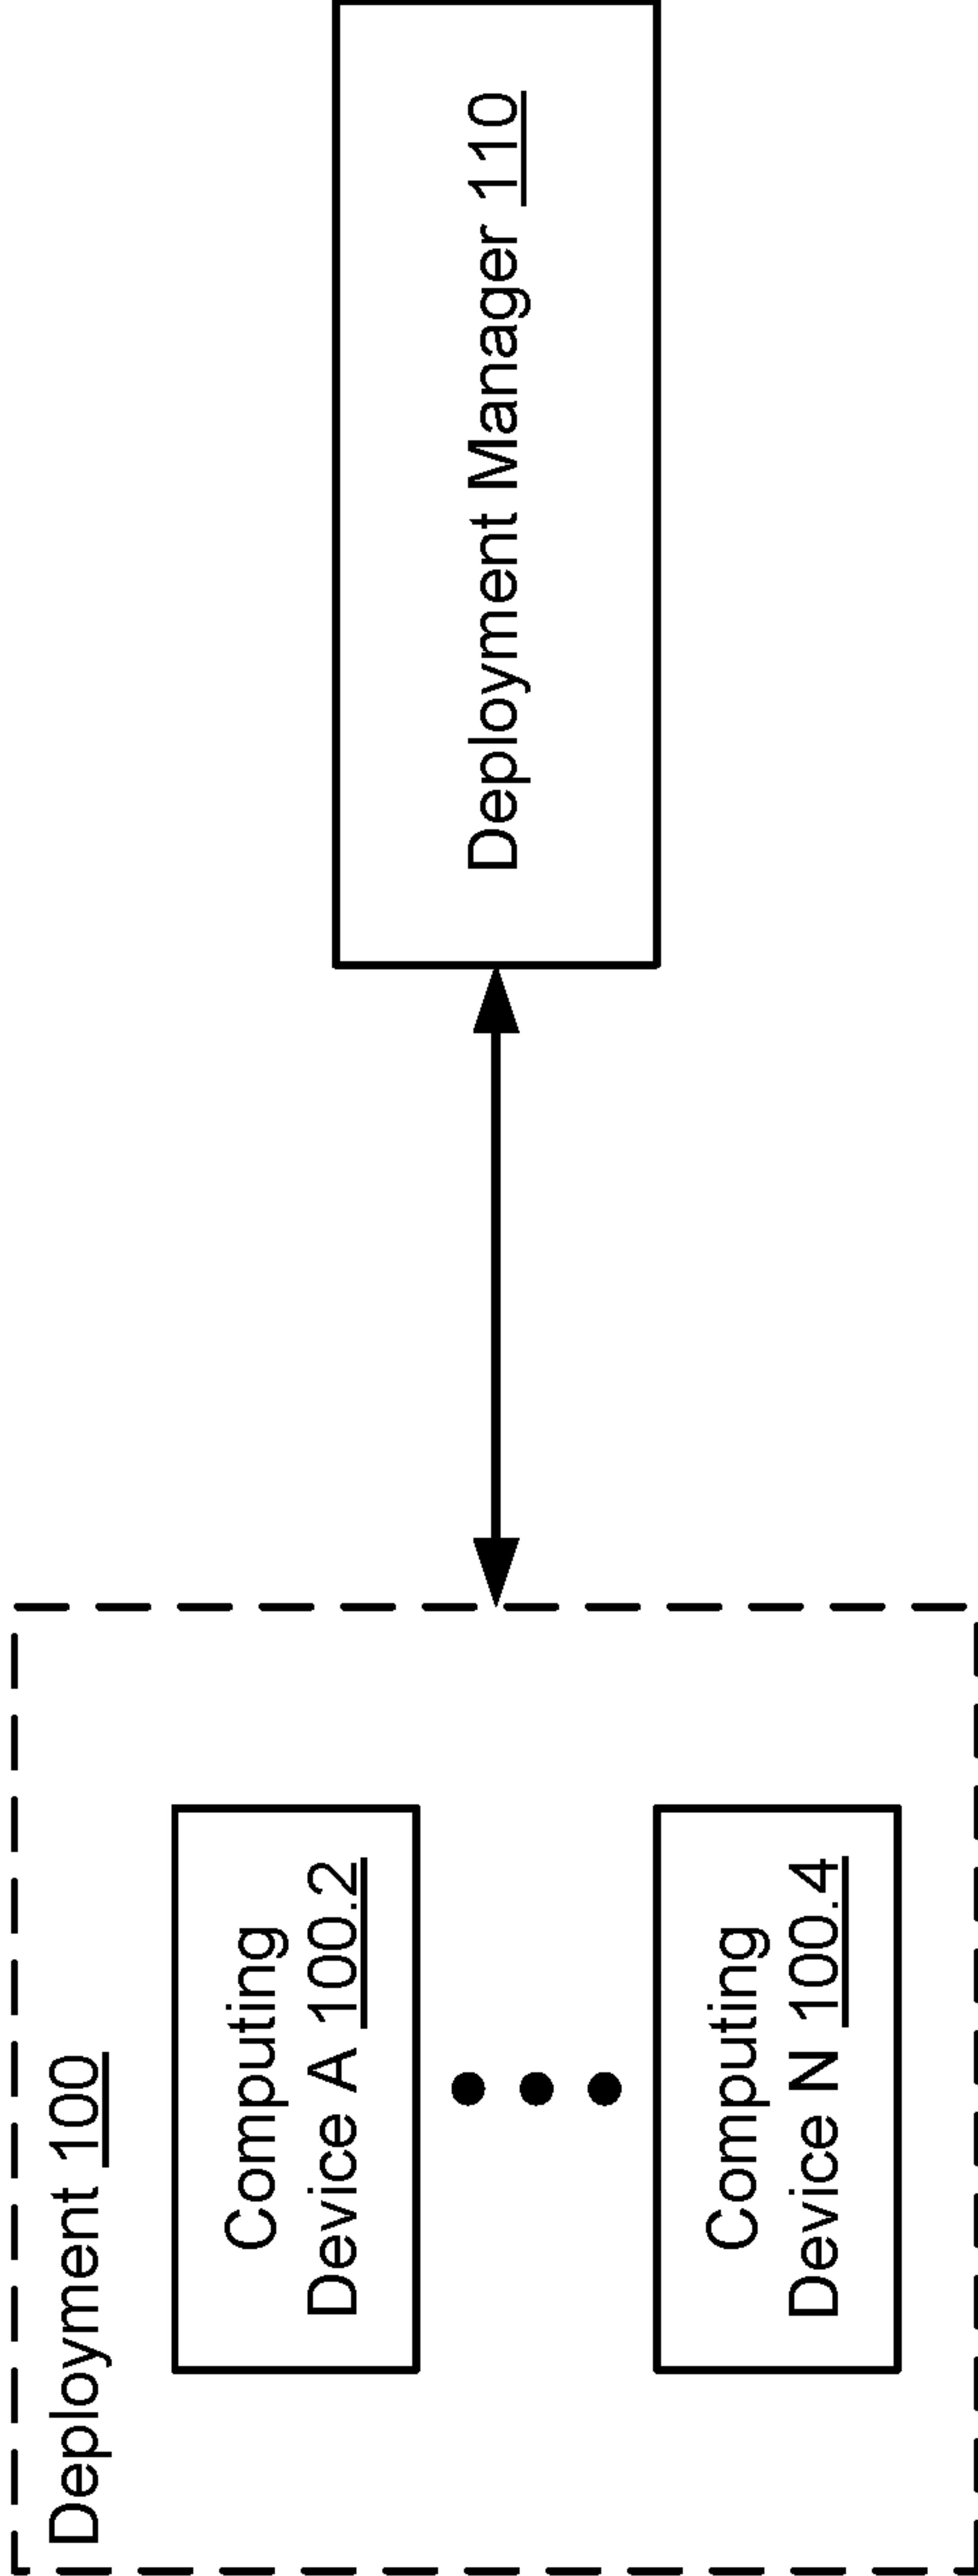 Deployment 100
Computing
Device A 100.2
Computing
Device N 100.4
Deployment Manager 110